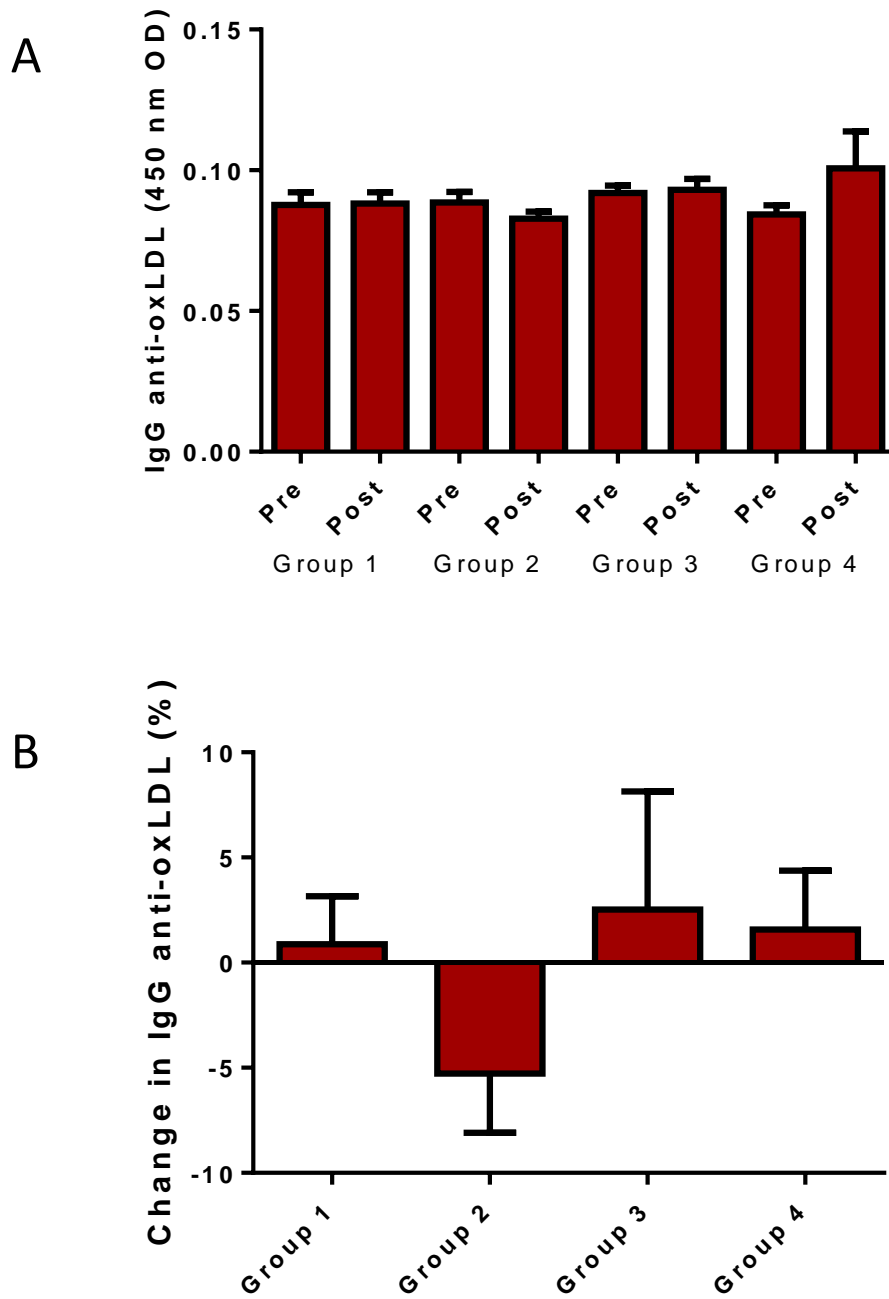 A
IgG anti-oxLDL (450 nm OD)
0.15
0.10
0.05
0.00
Pre Post Pre Post Pre Post Pre Post
Group 1 Group 2 Group 3 Group 4
B
Change in IgG anti-oxLDL (%)
10
5
0
-5
-10
Group 1 Group 2 Group 3 Group 4